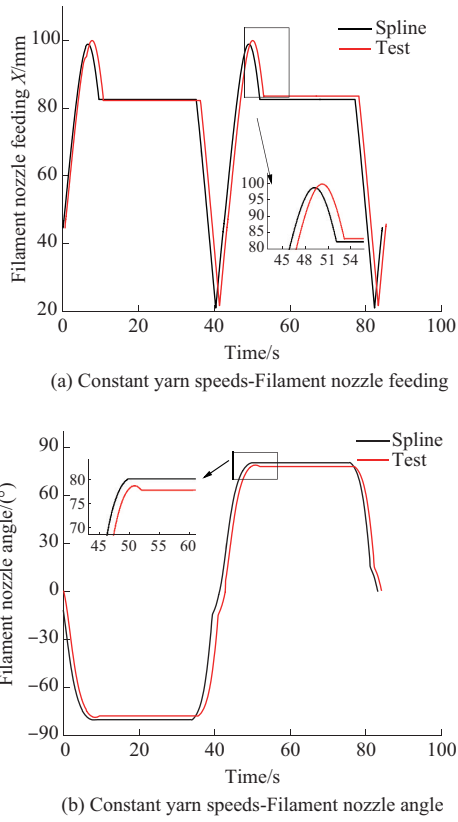 Spline
Test
Filament nozzle feeding X/mm
100
80
60
40
20
100
95
90
85
80
45 48 51 54
0 20 40 60 80 100
Time/s
(a) Constant yarn speeds-Filament nozzle feeding
Spline
Test
Filament nozzle angle/(°)
90
60
30
0
−30
−60
−90
80
75
70
45 50 55 60
0 20 40 60 80 100
Time/s
(b) Constant yarn speeds-Filament nozzle angle